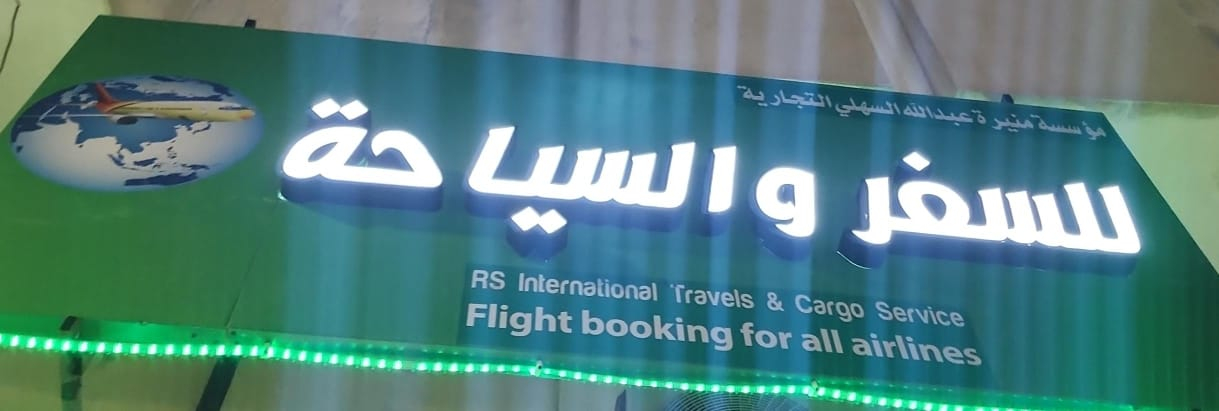 مؤسسة منيرة عبدالله السهلي التجارية
للسفر والسياحة
RS International Travels & Cargo Service
Flight booking for all airlines